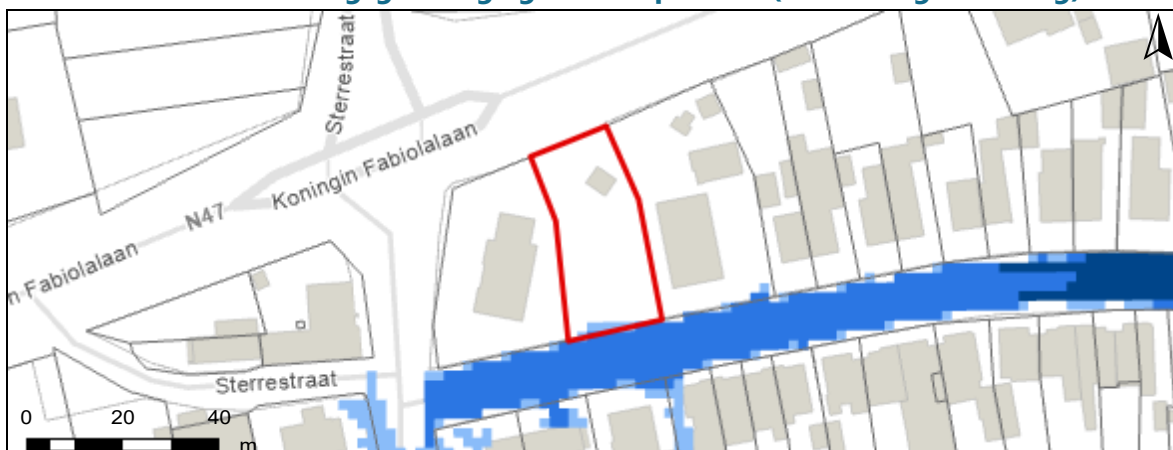 Sterrestraat
Koningin Fabiolalaan
N47
n Fabiolalaan
Sterrestraat
0 20 40
m